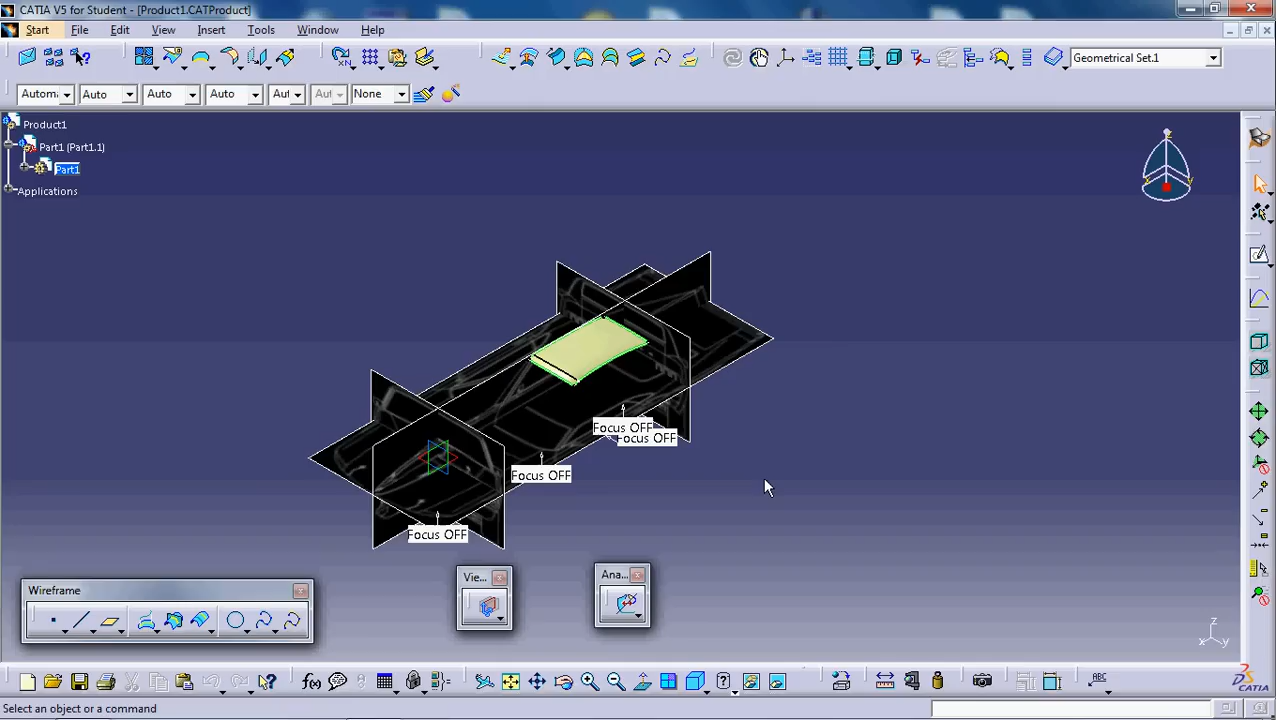 CATIA V5 for Student - [Product1.CATProduct]
Start File Edit View Insert Tools Window Help
Geometrical Set.1
Autom Auto Auto Auto Aut Aut None
Product1
Part1 (Part1.1)
Part1
Applications
Focus OFF
Focus OFF
Focus OFF
Focus OFF
Vie...
Ana...
Wireframe
z
x y
f(x)
ABC
Select an object or a command